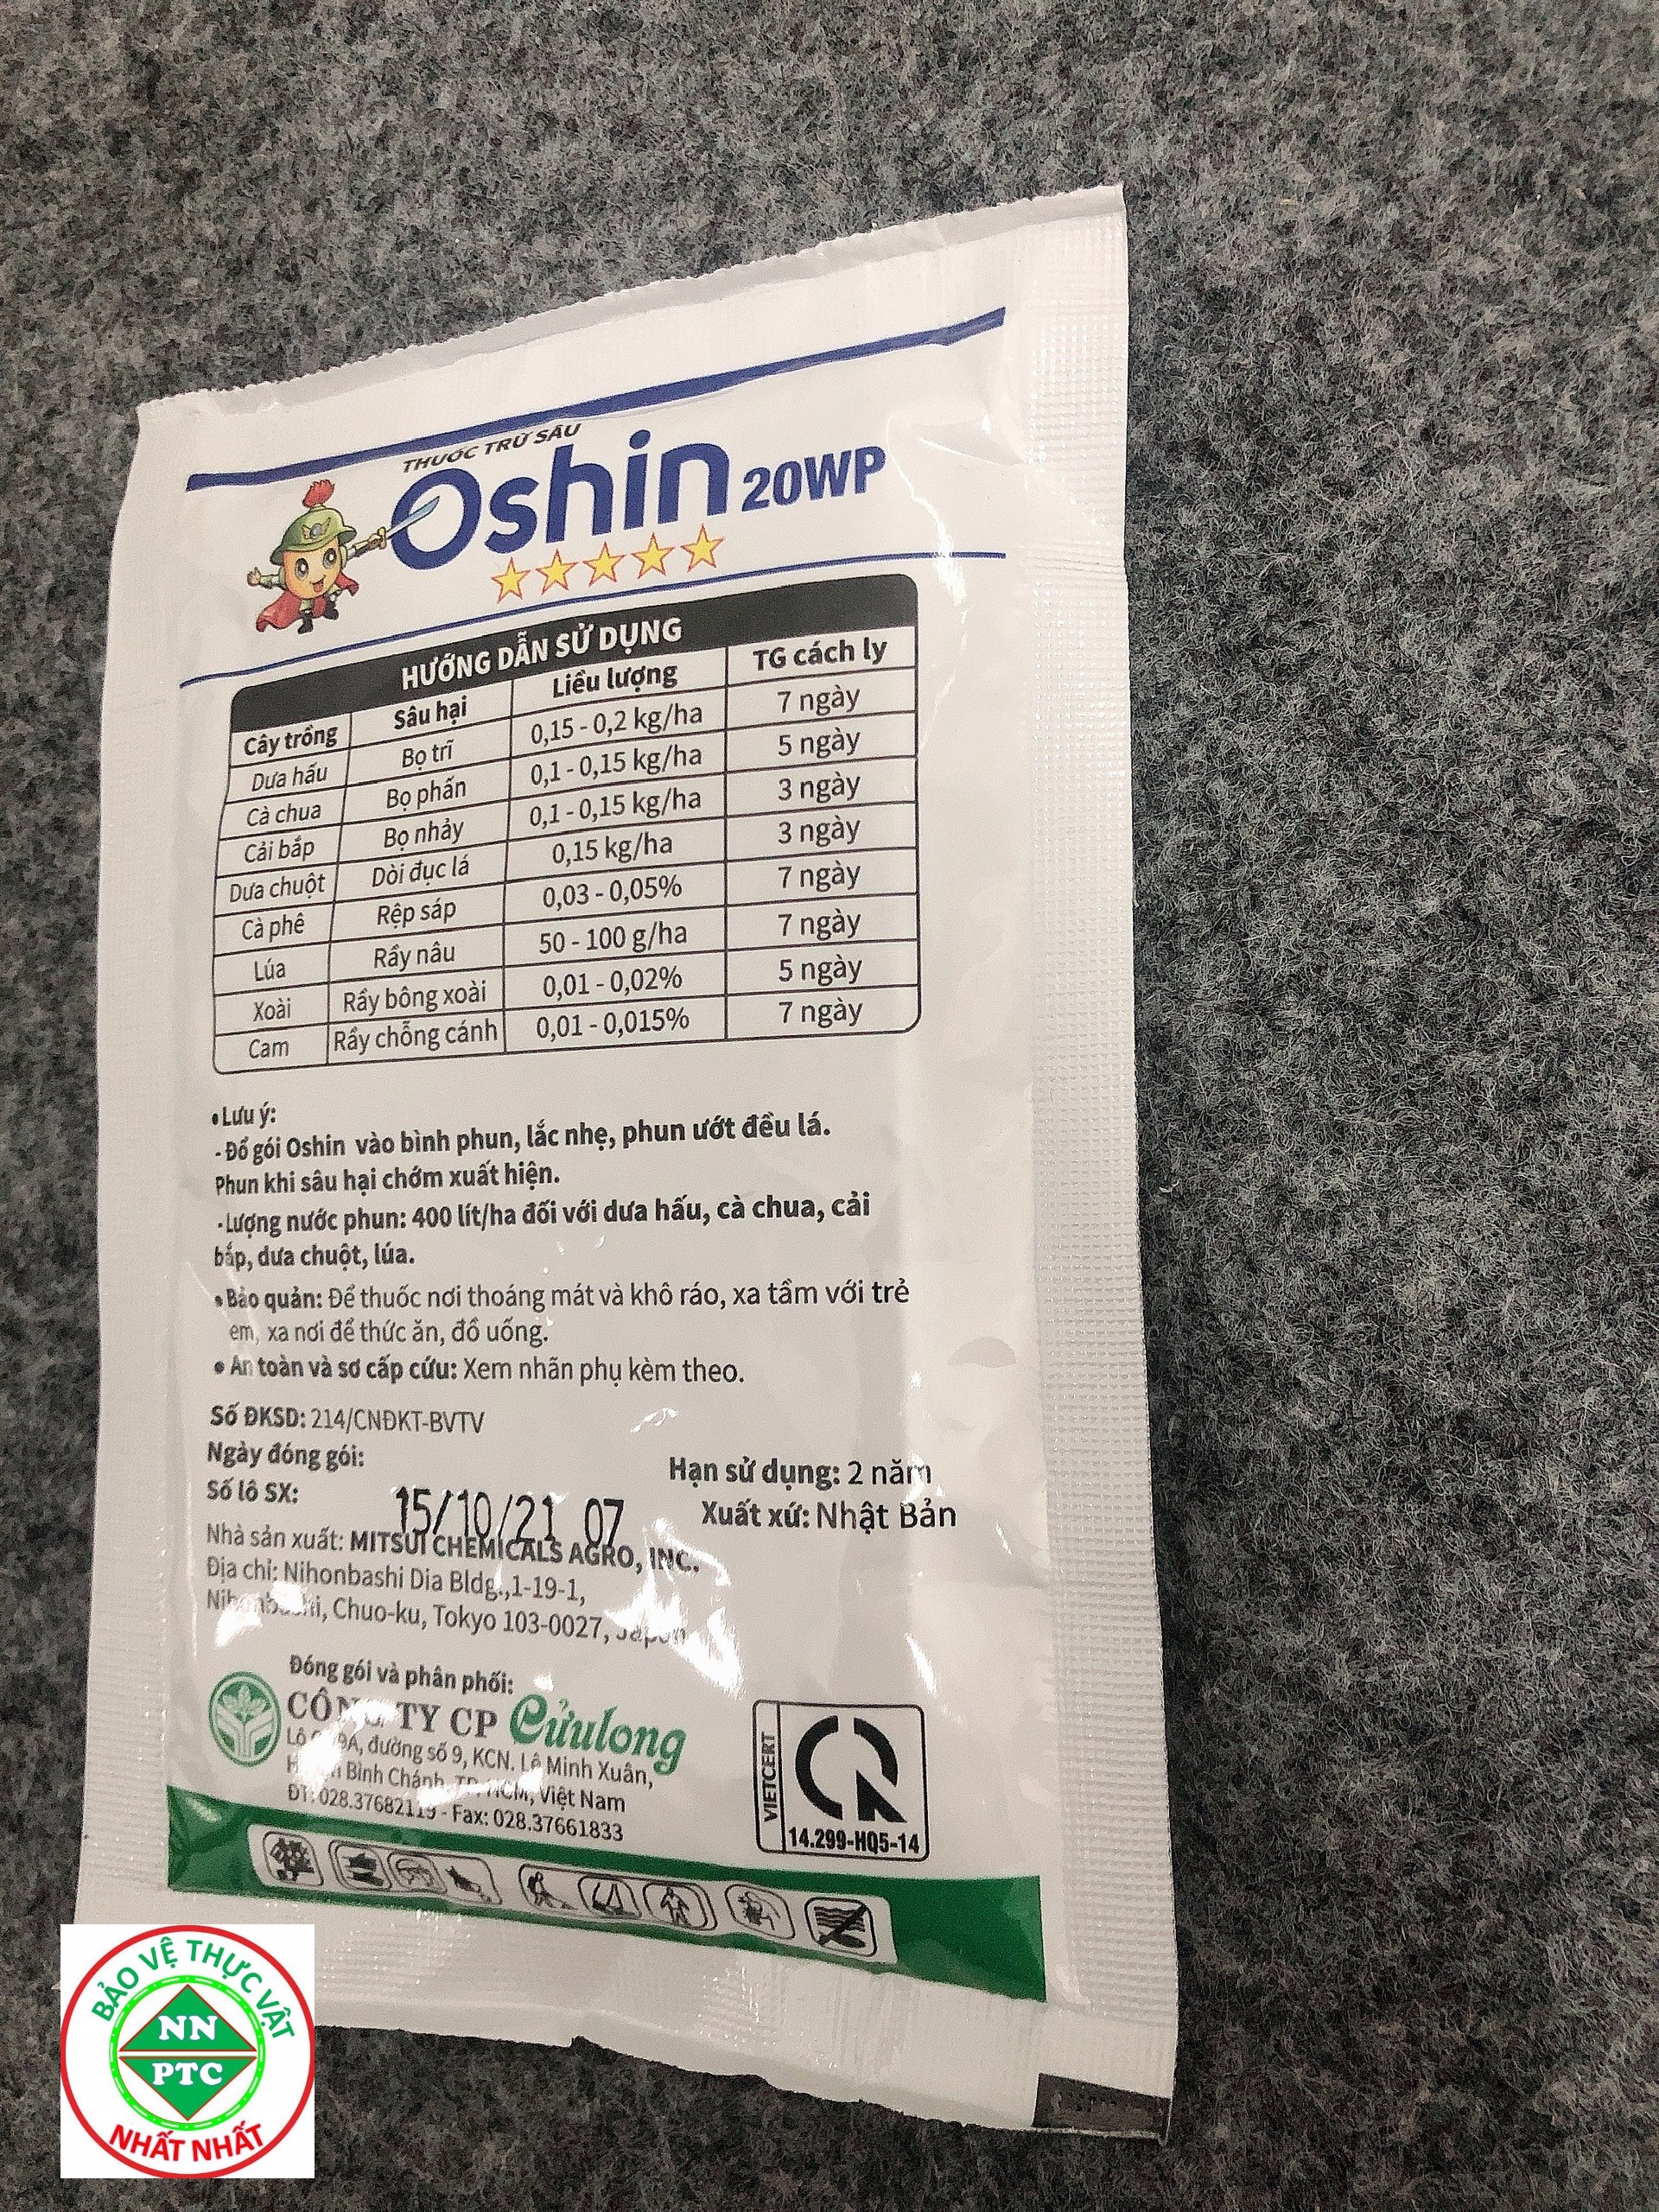 THUỐC TRỪ SÂU
Oshin 20WP
HƯỚNG DẪN SỬ DỤNG
Cây trồng Sâu hại Liều lượng TG cách ly
Dưa hấu Bọ trĩ 0,15 - 0,2 kg/ha 7 ngày
Cà chua Bọ phấn 0,1 - 0,15 kg/ha 5 ngày
Cải bắp Bọ nhảy 0,1 - 0,15 kg/ha 3 ngày
Dưa chuột Dòi đục lá 0,15 kg/ha 3 ngày
Cà phê Rệp sáp 0,03 - 0,05% 7 ngày
Lúa Rầy nâu 50 - 100 g/ha 7 ngày
Xoài Rầy bông xoài 0,01 - 0,02% 5 ngày
Cam Rầy chổng cánh 0,01 - 0,015% 7 ngày
• Lưu ý:
- Đổ gói Oshin vào bình phun, lắc nhẹ, phun ướt đều lá.
Phun khi sâu hại chớm xuất hiện.
- Lượng nước phun: 400 lít/ha đối với dưa hấu, cà chua, cải
bắp, dưa chuột, lúa.
• Bảo quản: Để thuốc nơi thoáng mát và khô ráo, xa tầm với trẻ
em, xa nơi để thức ăn, đồ uống.
• An toàn và sơ cấp cứu: Xem nhãn phụ kèm theo.
Số ĐKSD: 214/CNĐKT-BVTV
Ngày đóng gói:
Hạn sử dụng: 2 năm
Số lô SX:
15/10/21 07
Xuất xứ: Nhật Bản
Nhà sản xuất: MITSUI CHEMICALS AGRO, INC.
Địa chỉ: Nihonbashi Dia Bldg.,1-19-1,
Chuo-ku, Tokyo 103-0027, Japan
Đóng gói và phân phối:
CÔNG TY CP Cửulong
Lô đường số 9, KCN. Lê Minh Xuân,
Bình Chánh, TP. HCM, Việt Nam
ĐT: 028.37682119 - Fax: 028.37661833
VIETCERT
14.299-HQ5-14
BẢO VỆ THỰC VẬT
NN
PTC
NHẤT NHẤT